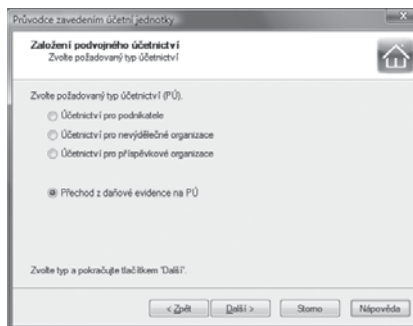 Průvodce zavedením účetní jednotky
Založení podvojného účetnictví
Zvolte požadovaný typ účetnictví
Zvolte požadovaný typ účetnictví (PÚ).
Účetnictví pro podnikatele
Účetnictví pro nevýdělečné organizace
Účetnictví pro příspěvkové organizace
Přechod z daňové evidence na PÚ
Zvolte typ a pokračujte tlačítkem 'Další'.
< Zpět
Další >
Storno
Nápověda